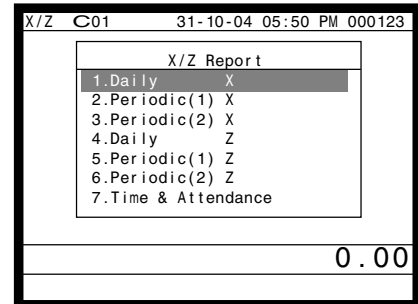 X/Z C01 31-10-04 05:50 PM 000123
X/Z Report
1.Daily X
2.Periodic(1) X
3.Periodic(2) X
4.Daily Z
5.Periodic(1) Z
6.Periodic(2) Z
7.Time & Attendance
0.00